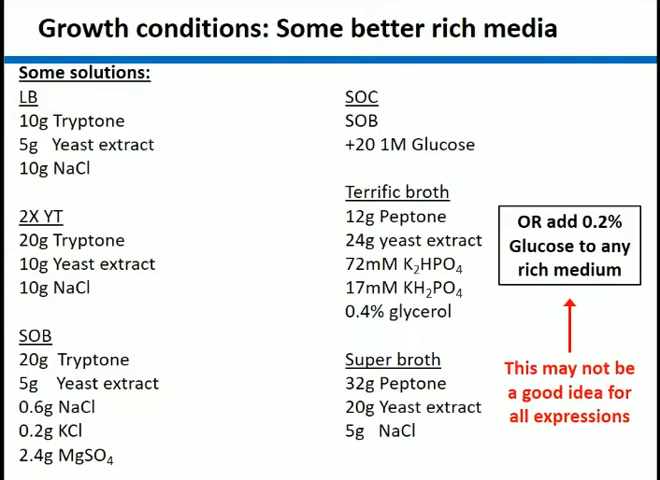 Growth conditions: Some better rich media
Some solutions:
LB
10g Tryptone
5g Yeast extract
10g NaCl
2X YT
20g Tryptone
10g Yeast extract
10g NaCl
SOB
20g Tryptone
5g Yeast extract
0.6g NaCl
0.2g KCl
2.4g MgSO₄
SOC
SOB
+20 1M Glucose
Terrific broth
12g Peptone
24g yeast extract
72mM K₂HPO₄
17mM KH₂PO₄
0.4% glycerol
Super broth
32g Peptone
20g Yeast extract
5g NaCl
OR add 0.2%
Glucose to any
rich medium
This may not be
a good idea for
all expressions